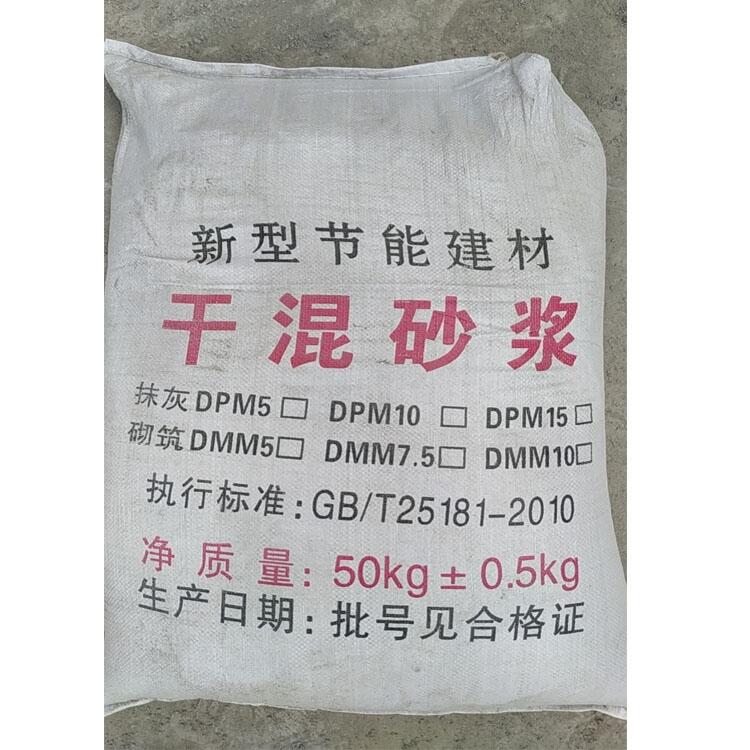 新型节能建材
干混砂浆
抹灰DPM5□ DPM10 □ DPM15□
砌筑DMM5□ DMM7.5□ DMM10□
执行标准:GB/T25181-2010
净质量:50kg±0.5kg
生产日期:批号见合格证